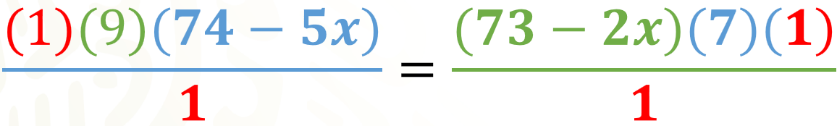 (1)(9)(74 − 5x) = (73 − 2x)(7)(1)
1 1